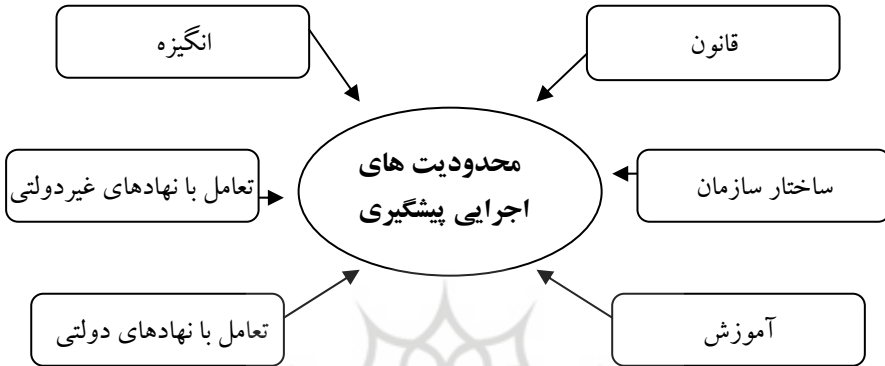 قانون
انگیزه
محدودیت های
اجرایی پیشگیری
ساختار سازمان
تعامل با نهادهای غیردولتی
آموزش
تعامل با نهادهای دولتی